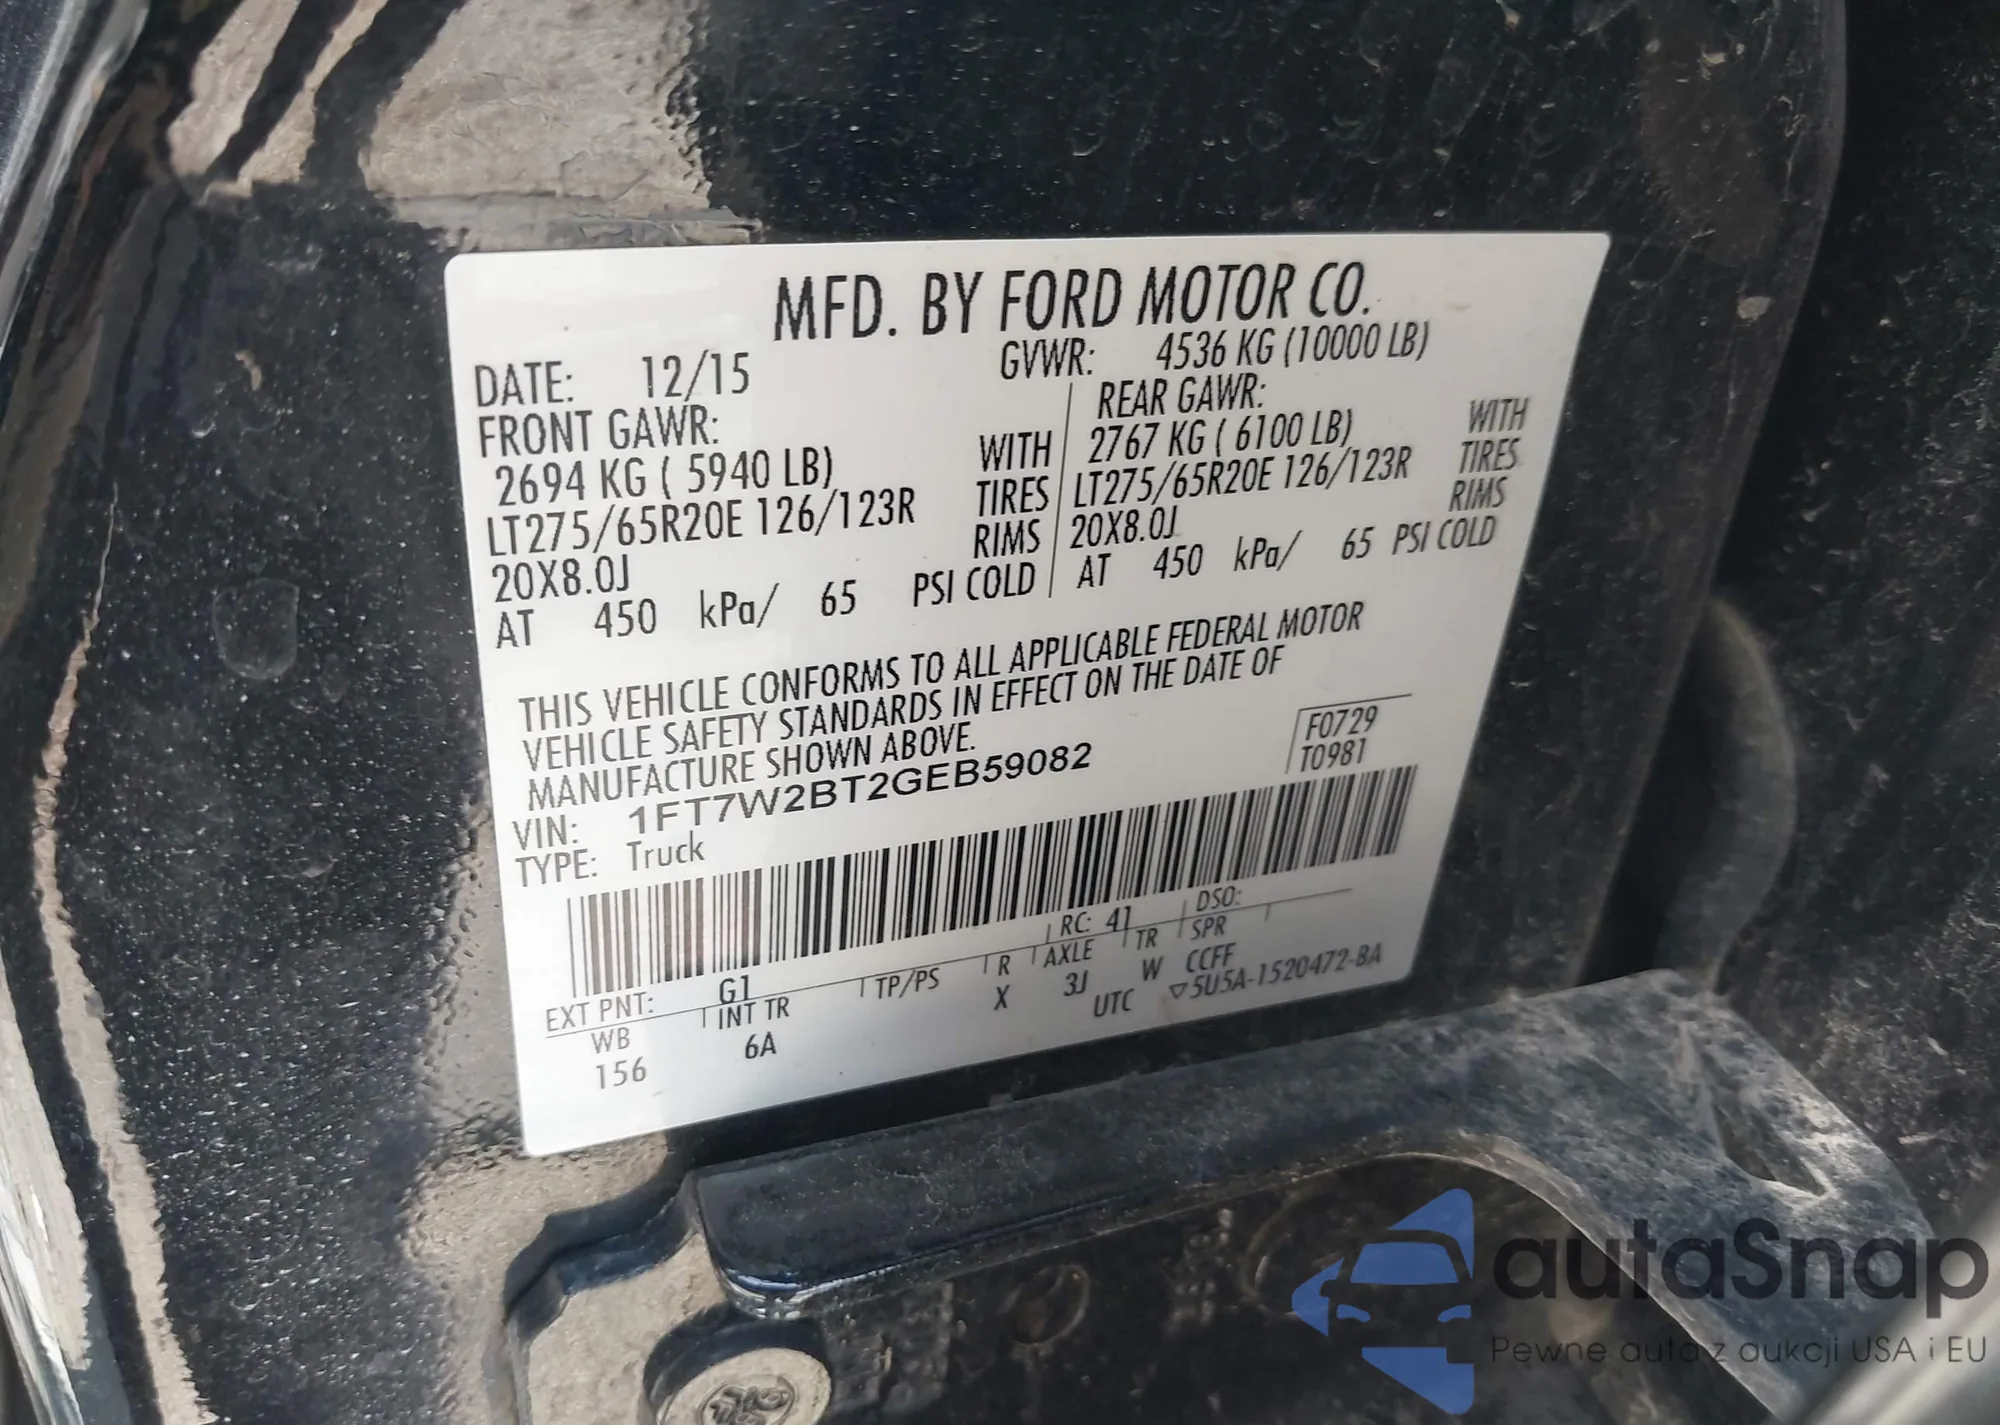 MFD. BY FORD MOTOR CO.
DATE: 12/15 GVWR: 4536 KG (10000 LB)
FRONT GAWR: REAR GAWR:
2694 KG ( 5940 LB) WITH 2767 KG ( 6100 LB) WITH
LT275/65R20E 126/123R TIRES LT275/65R20E 126/123R TIRES
20X8.0J RIMS 20X8.0J RIMS
AT 450 kPa/ 65 PSI COLD AT 450 kPa/ 65 PSI COLD
THIS VEHICLE CONFORMS TO ALL APPLICABLE FEDERAL MOTOR
VEHICLE SAFETY STANDARDS IN EFFECT ON THE DATE OF
MANUFACTURE SHOWN ABOVE.
F0729
T0981
VIN: 1FT7W2BT2GEB59082
TYPE: Truck
EXT PNT: G1 RC: 41 DSO:
WB INT TR TP/PS R AXLE TR SPR
156 6A X 3J W CCFF
UTC ▽5U5A-1520472-BA
autaSnap
Pewne auta z aukcji USA i EU